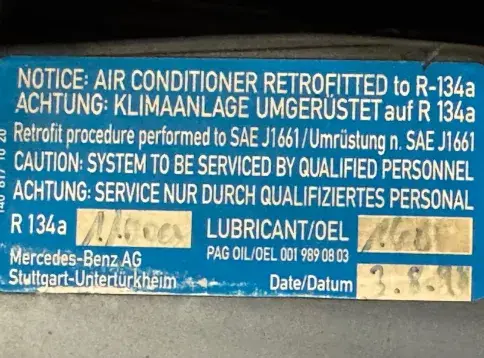 NOTICE: AIR CONDITIONER RETROFITTED to R-134a
ACHTUNG: KLIMAANLAGE UMGERÜSTET auf R 134a
Retrofit procedure performed to SAE J1661/Umrüstung n. SAE J1661
CAUTION: SYSTEM TO BE SERVICED BY QUALIFIED PERSONNEL
ACHTUNG: SERVICE NUR DURCH QUALIFIZIERTES PERSONAL
R 134a LUBRICANT/OEL
PAG OIL/OEL 001 989 08 03
Mercedes-Benz AG
Stuttgart-Untertürkheim Date/Datum